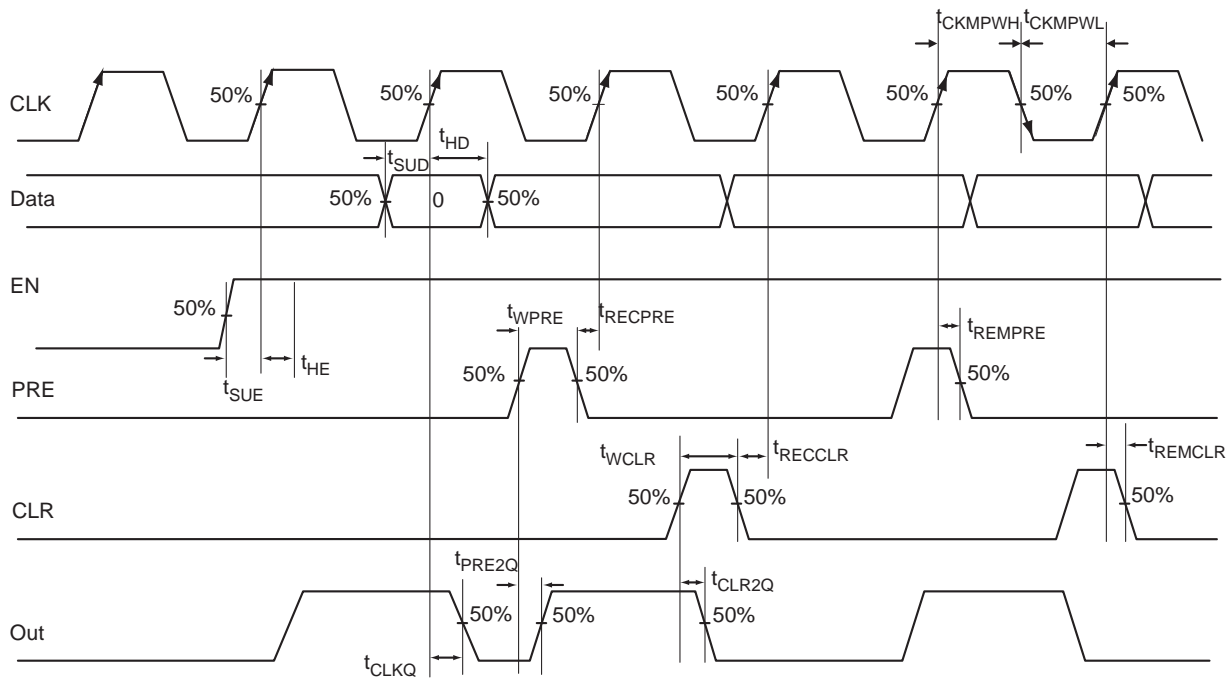 tCKMPWH tCKMPWL
CLK
50%
50%
50%
50%
50%
50%
50%
tSUD
tHD
Data
50%
0
50%
EN
50%
tSUE
tHE
tWPRE
tRECPRE
tREMPRE
PRE
50%
50%
50%
tWCLR
tRECCLR
tREMCLR
CLR
50%
50%
50%
tPRE2Q
tCLR2Q
Out
50%
50%
50%
tCLKQ